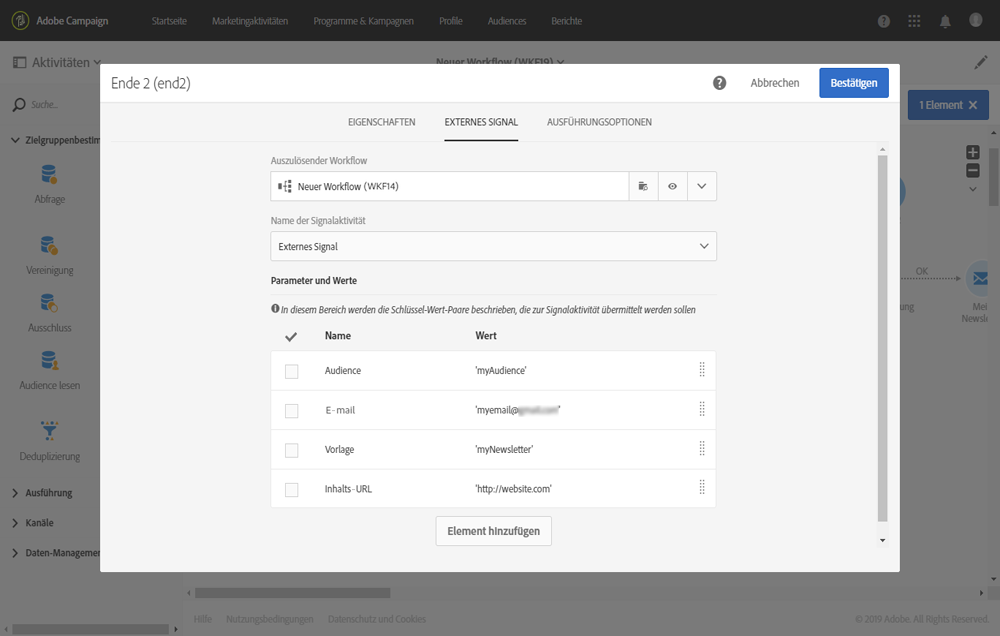 Adobe Campaign
Startseite
Marketingaktivitäten
Programme & Kampagnen
Profile
Audiences
Berichte
Aktivitäten
Neuer Workflow (WKF19)
Suche...
1 Element
Ende 2 (end2)
Abbrechen
Bestätigen
EIGENSCHAFTEN
EXTERNES SIGNAL
AUSFÜHRUNGSOPTIONEN
Zielgruppenbestim
Abfrage
Vereinigung
Ausschluss
Audience lesen
Deduplizierung
Ausführung
Kanäle
Daten-Managemen
Auszulösender Workflow
Neuer Workflow (WKF14)
Name der Signalaktivität
Externes Signal
Parameter und Werte
In diesem Bereich werden die Schlüssel-Wert-Paare beschrieben, die zur Signalaktivität übermittelt werden sollen
Name Wert
Audience 'myAudience'
E-mail 'myemail@
Vorlage 'myNewsletter'
Inhalts-URL 'http://website.com'
Element hinzufügen
OK
ung
Mei
Newsle
Hilfe
Nutzungsbedingungen
Datenschutz und Cookies
© 2019 Adobe. All Rights Reserved.